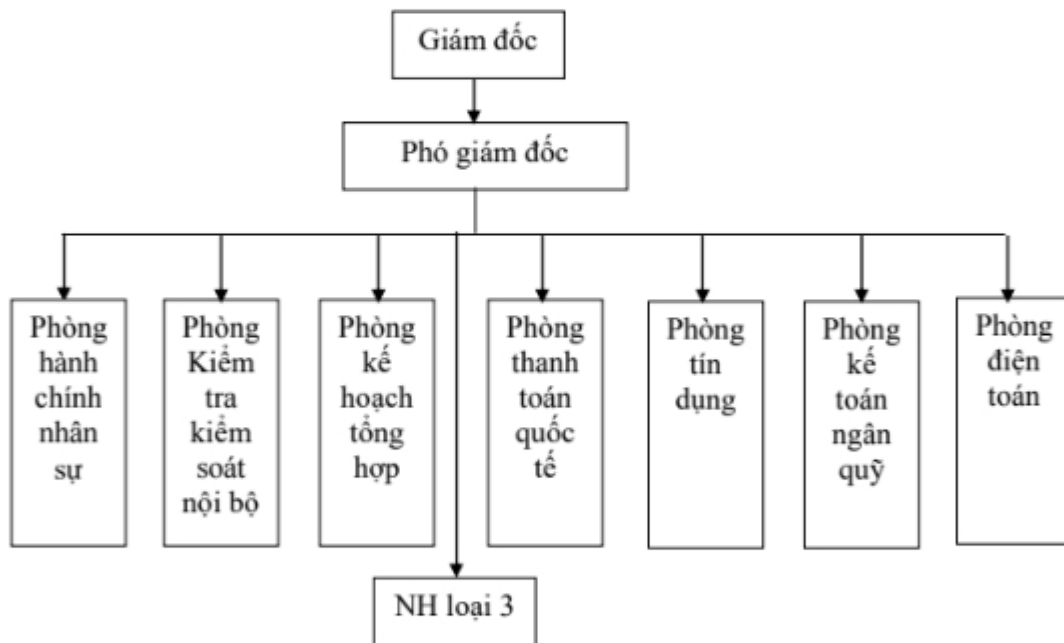 Giám đốc
Phó giám đốc
Phòng
hành
chính
nhân
sự
Phòng
Kiểm
tra
kiểm
soát
nội bộ
Phòng
kế
hoạch
tổng
hợp
Phòng
thanh
toán
quốc
tế
Phòng
tín
dụng
Phòng
kế
toán
ngân
quỹ
Phòng
điện
toán
NH loại 3